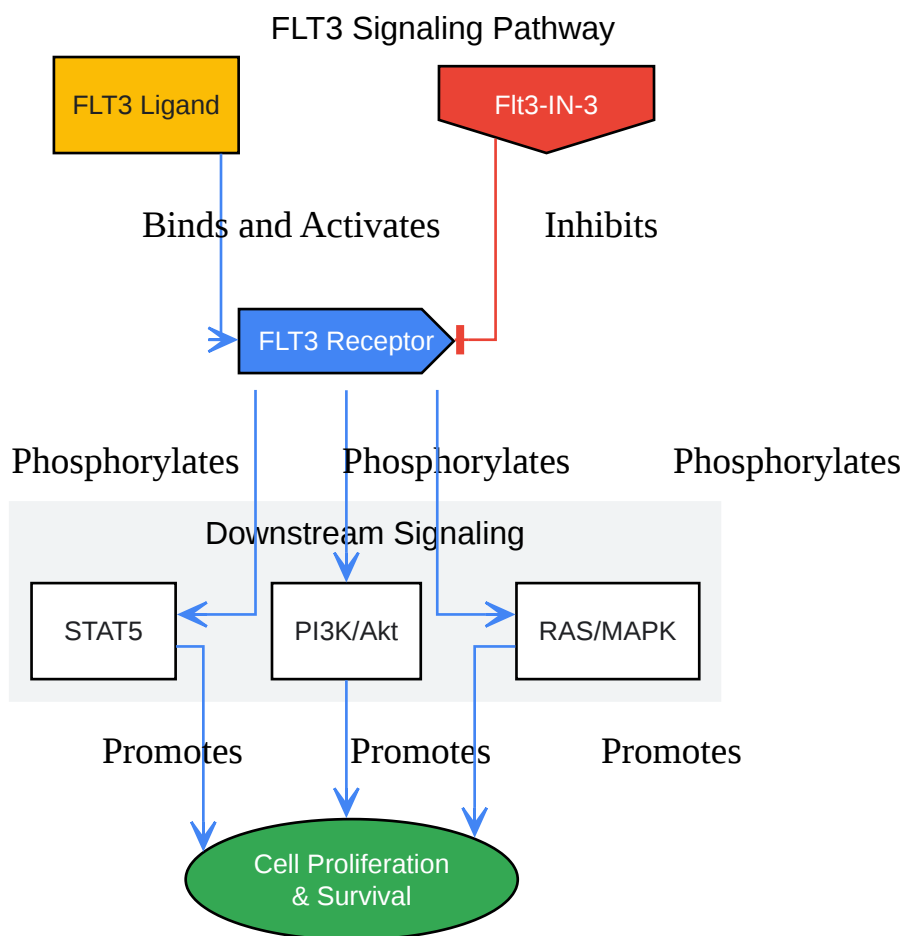 FLT3 Signaling Pathway
FLT3 Ligand
Flt3-IN-3
Binds and Activates
Inhibits
FLT3 Receptor
Phosphorylates
Phosphorylates
Phosphorylates
Downstream Signaling
STAT5
PI3K/Akt
RAS/MAPK
Promotes
Promotes
Promotes
Cell Proliferation
& Survival